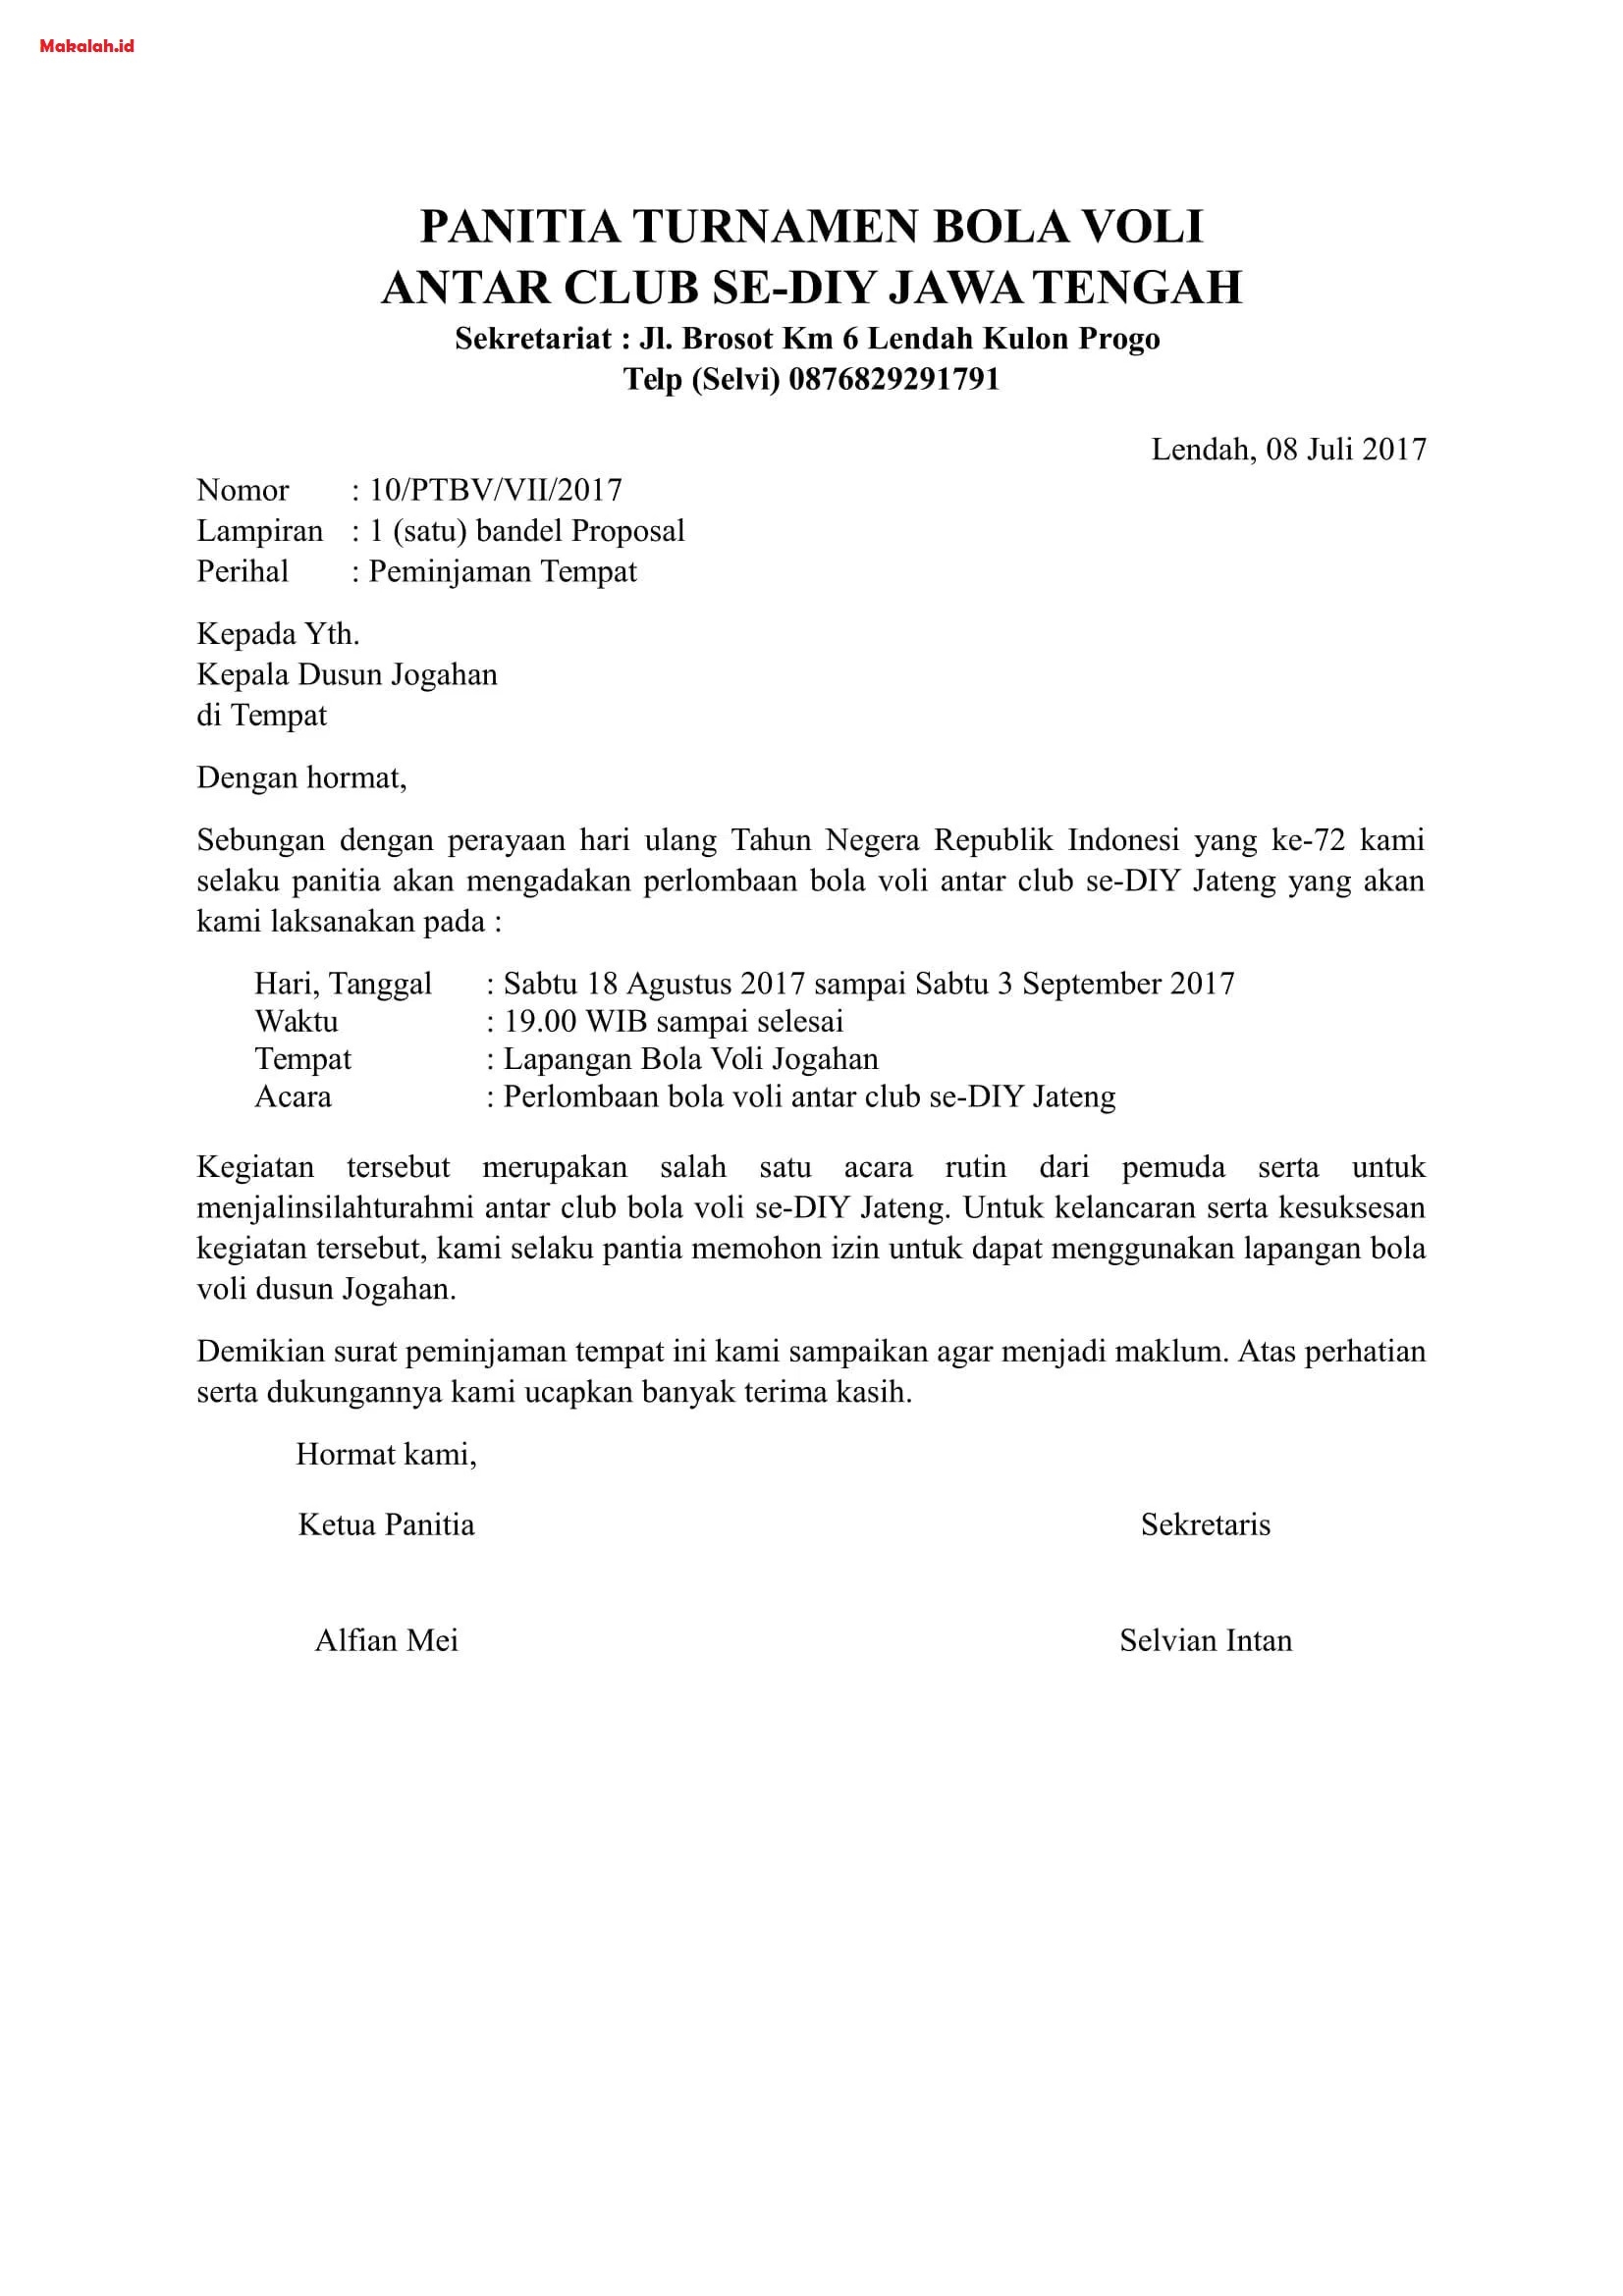 Makalah.id
PANITIA TURNAMEN BOLA VOLI
ANTAR CLUB SE-DIY JAWA TENGAH
Sekretariat : Jl. Brosot Km 6 Lendah Kulon Progo
Telp (Selvi) 0876829291791
Lendah, 08 Juli 2017
Nomor : 10/PTBV/VII/2017
Lampiran : 1 (satu) bandel Proposal
Perihal : Peminjaman Tempat
Kepada Yth.
Kepala Dusun Jogahan
di Tempat
Dengan hormat,
Sebungan dengan perayaan hari ulang Tahun Negera Republik Indonesi yang ke-72 kami
selaku panitia akan mengadakan perlombaan bola voli antar club se-DIY Jateng yang akan
kami laksanakan pada :
Hari, Tanggal : Sabtu 18 Agustus 2017 sampai Sabtu 3 September 2017
Waktu : 19.00 WIB sampai selesai
Tempat : Lapangan Bola Voli Jogahan
Acara : Perlombaan bola voli antar club se-DIY Jateng
Kegiatan tersebut merupakan salah satu acara rutin dari pemuda serta untuk
menjalinsilahturahmi antar club bola voli se-DIY Jateng. Untuk kelancaran serta kesuksesan
kegiatan tersebut, kami selaku pantia memohon izin untuk dapat menggunakan lapangan bola
voli dusun Jogahan.
Demikian surat peminjaman tempat ini kami sampaikan agar menjadi maklum. Atas perhatian
serta dukungannya kami ucapkan banyak terima kasih.
Hormat kami,
Ketua Panitia Sekretaris
Alfian Mei Selvian Intan